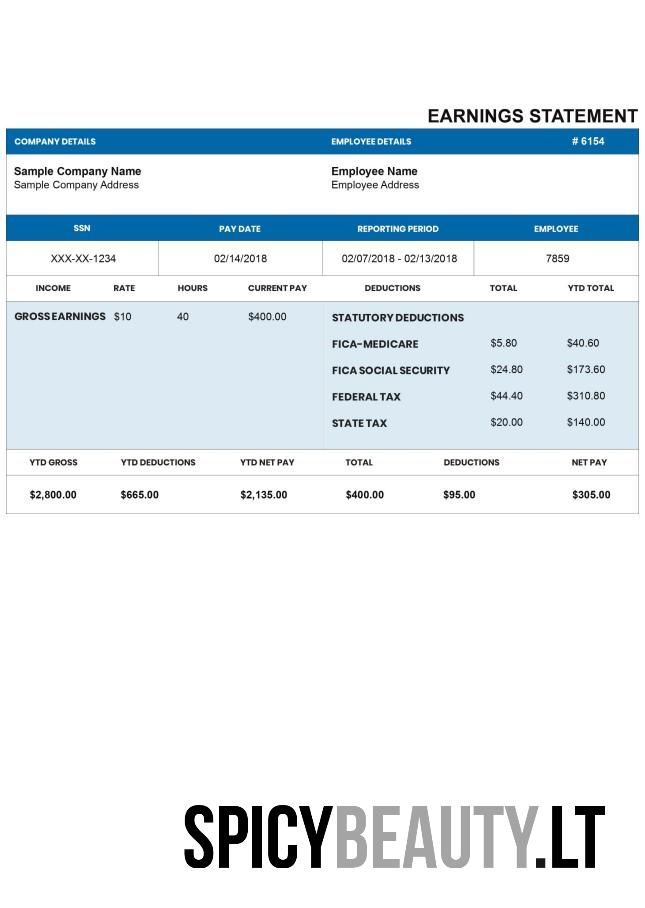 EARNINGS STATEMENT
COMPANY DETAILS EMPLOYEE DETAILS # 6154
Sample Company Name Employee Name
Sample Company Address Employee Address
SSN PAY DATE REPORTING PERIOD EMPLOYEE
XXX-XX-1234 02/14/2018 02/07/2018 - 02/13/2018 7859
INCOME RATE HOURS CURRENT PAY DEDUCTIONS TOTAL YTD TOTAL
GROSS EARNINGS $10 40 $400.00 STATUTORY DEDUCTIONS
FICA-MEDICARE $5.80 $40.60
FICA SOCIAL SECURITY $24.80 $173.60
FEDERAL TAX $44.40 $310.80
STATE TAX $20.00 $140.00
YTD GROSS YTD DEDUCTIONS YTD NET PAY TOTAL DEDUCTIONS NET PAY
$2,800.00 $665.00 $2,135.00 $400.00 $95.00 $305.00
SPICYBEAUTY.LT